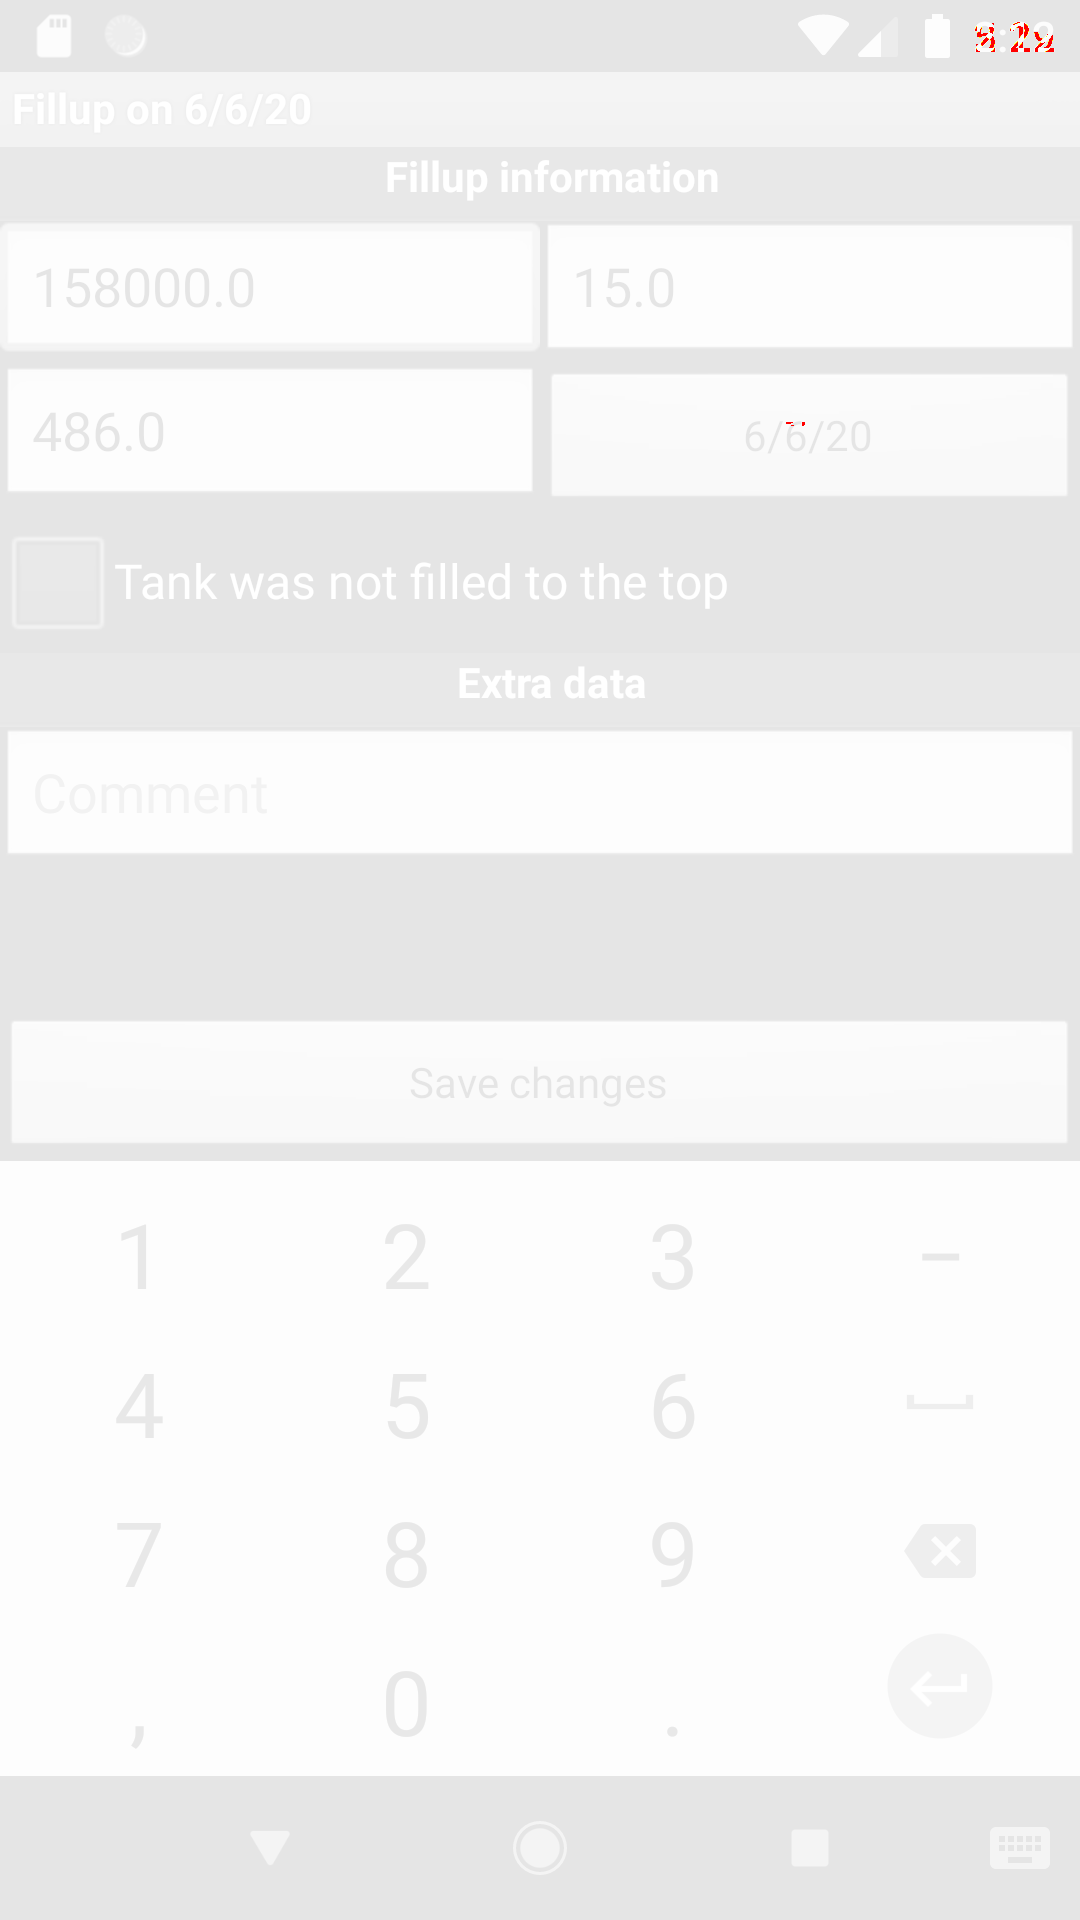 Fillup on 6/6/20
Fillup information
158000.0 15.0
486.0 6/6/20
Tank was not filled to the top
Extra data
Comment
Save changes
1 2 3 –
4 5 6
7 8 9
, 0 .